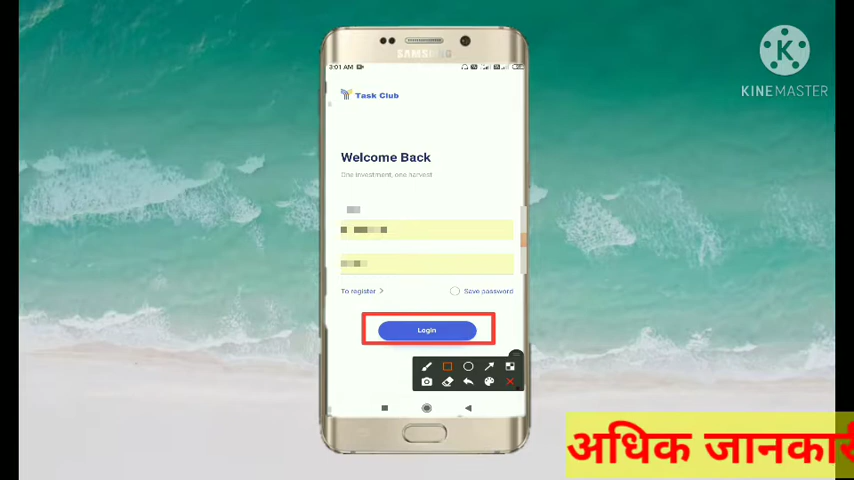 SAMSUNG
3:01 AM
Task Club
Welcome Back
One investment, one harvest
To register >
Save password
Login
KINEMASTER
अधिक जानकारी